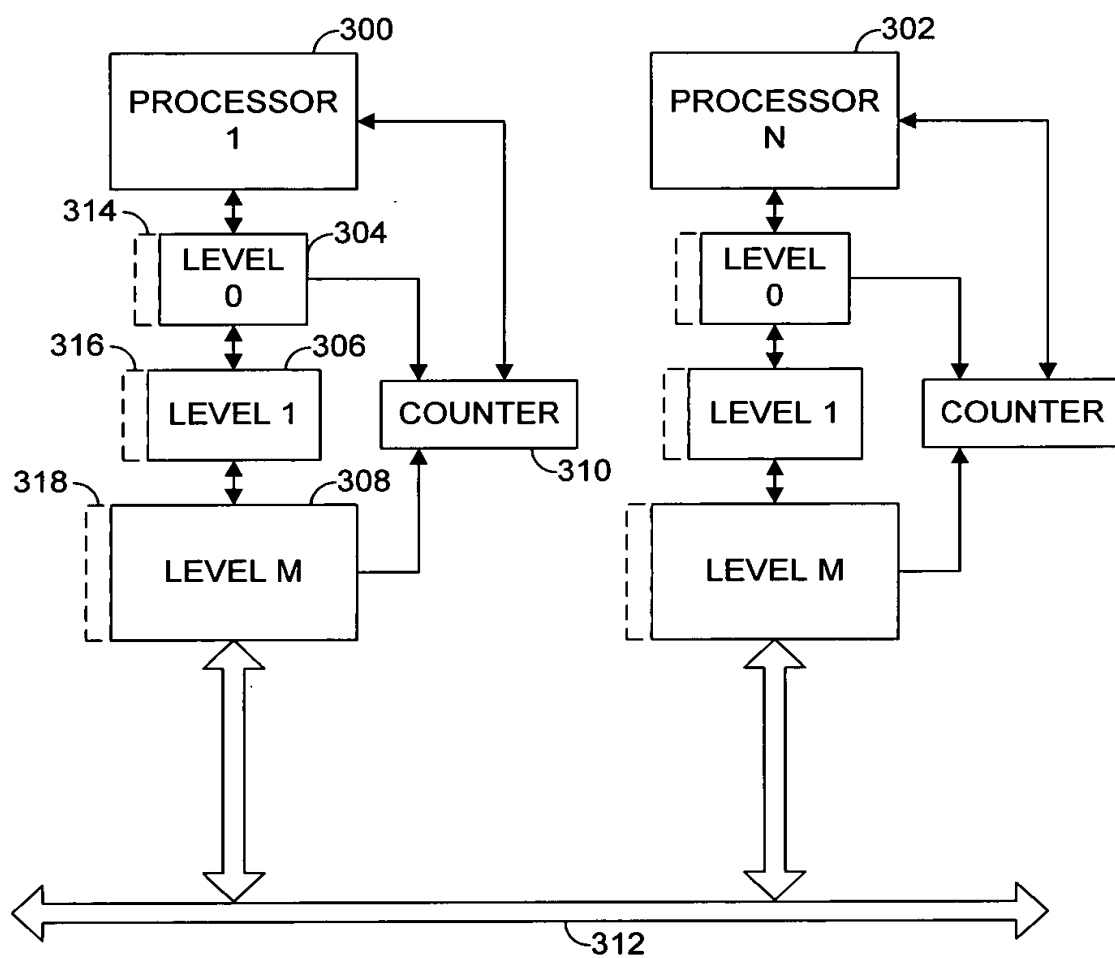 300
302
PROCESSOR
1
PROCESSOR
N
314
304
LEVEL
0
LEVEL
0
316
306
LEVEL 1
COUNTER
LEVEL 1
COUNTER
310
318
308
LEVEL M
LEVEL M
312